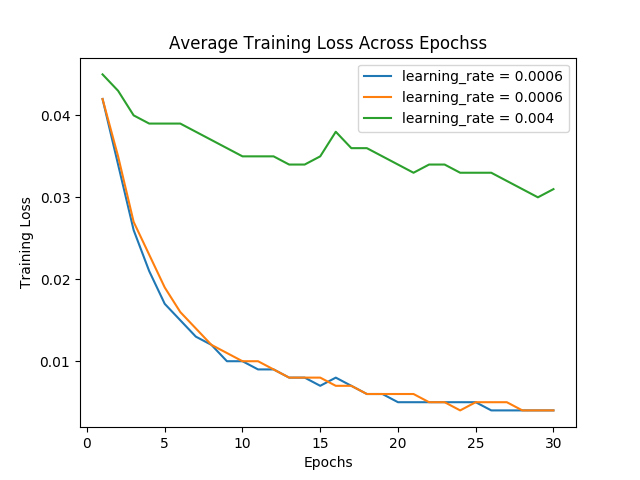 Average Training Loss Across Epochss
learning_rate = 0.0006
learning_rate = 0.0006
learning_rate = 0.004
0.04
0.03
0.02
0.01
Training Loss
0 5 10 15 20 25 30
Epochs